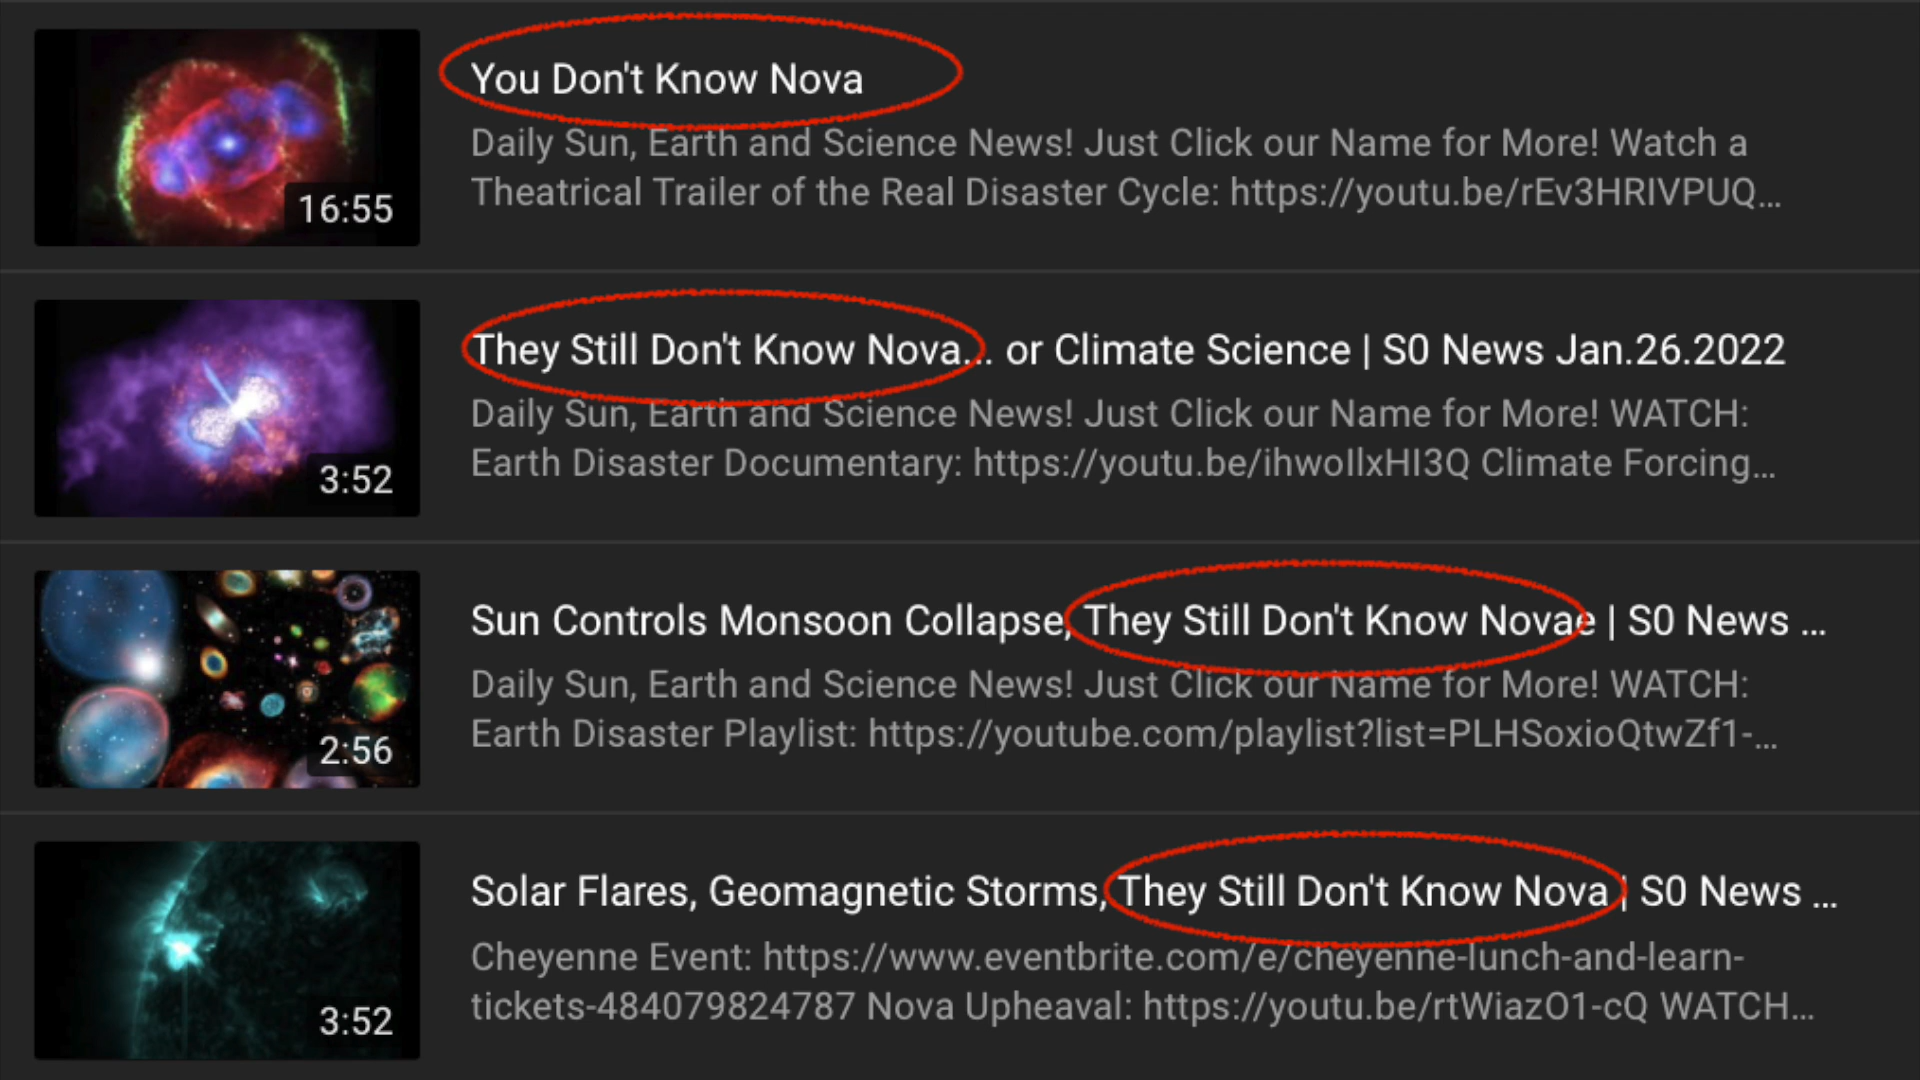 You Don't Know Nova
Daily Sun, Earth and Science News! Just Click our Name for More! Watch a
Theatrical Trailer of the Real Disaster Cycle: https://youtu.be/rEv3HRIVPUQ...
16:55
They Still Don't Know Nova... or Climate Science | S0 News Jan.26.2022
Daily Sun, Earth and Science News! Just Click our Name for More! WATCH:
Earth Disaster Documentary: https://youtu.be/ihwoIlxHI3Q Climate Forcing...
3:52
Sun Controls Monsoon Collapse, They Still Don't Know Novae | S0 News ...
Daily Sun, Earth and Science News! Just Click our Name for More! WATCH:
Earth Disaster Playlist: https://youtube.com/playlist?list=PLHSoxioQtwZf1-...
2:56
Solar Flares, Geomagnetic Storms, They Still Don't Know Nova | S0 News ...
Cheyenne Event: https://www.eventbrite.com/e/cheyenne-lunch-and-learn-
tickets-484079824787 Nova Upheaval: https://youtu.be/rtWiazO1-cQ WATCH...
3:52